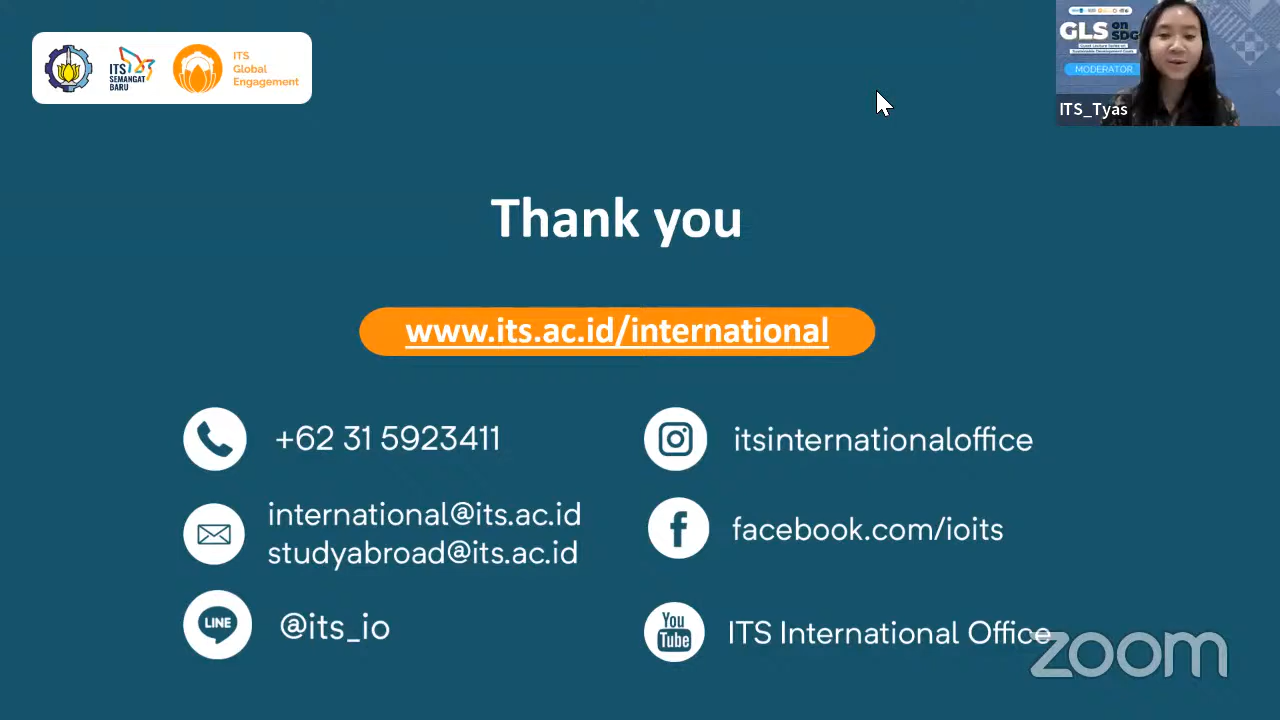 ITS
SEMANGAT
BARU
ITS
Global
Engagement
GLS on
SDG
MODERATOR
ITS_Tyas
Thank you
www.its.ac.id/international
+62 31 5923411
itsinternationaloffice
international@its.ac.id
studyabroad@its.ac.id
facebook.com/ioits
LINE
@its_io
You
Tube
ITS International Office
zoom